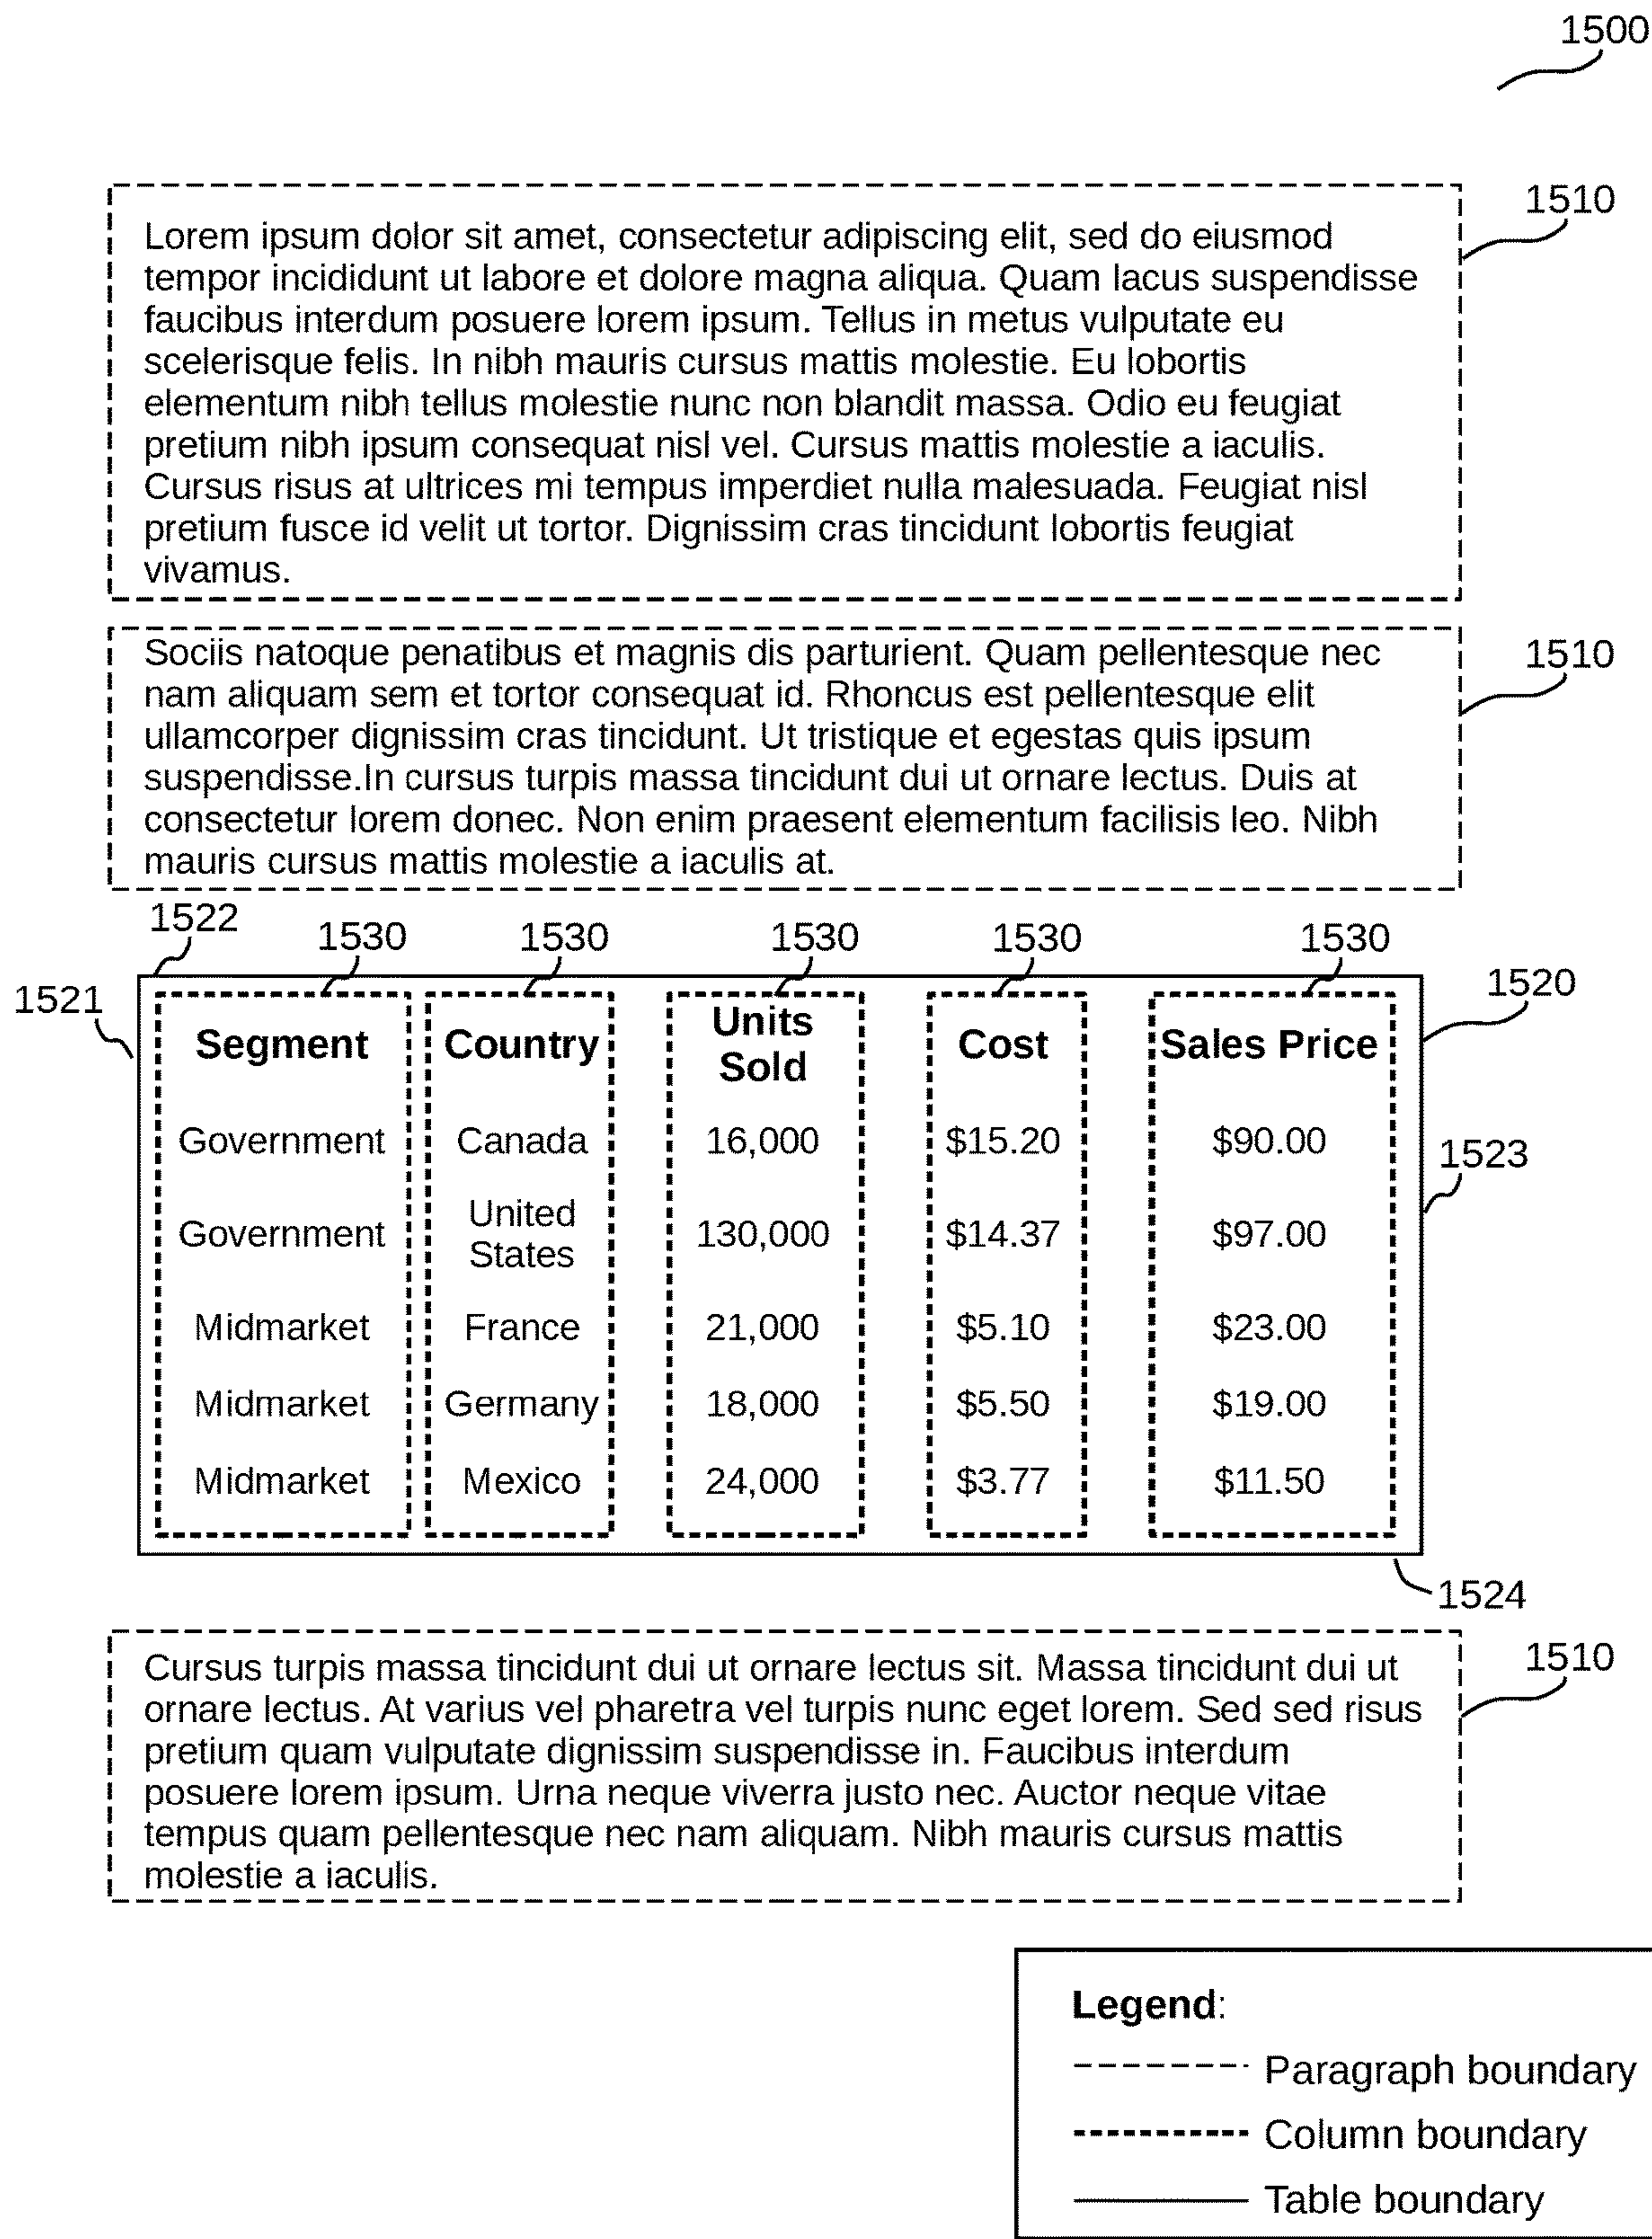 1500
1510
Lorem ipsum dolor sit amet, consectetur adipiscing elit, sed do eiusmod
tempor incididunt ut labore et dolore magna aliqua. Quam lacus suspendisse
faucibus interdum posuere lorem ipsum. Tellus in metus vulputate eu
scelerisque felis. In nibh mauris cursus mattis molestie. Eu lobortis
elementum nibh tellus molestie nunc non blandit massa. Odio eu feugiat
pretium nibh ipsum consequat nisl vel. Cursus mattis molestie a iaculis.
Cursus risus at ultrices mi tempus imperdiet nulla malesuada. Feugiat nisl
pretium fusce id velit ut tortor. Dignissim cras tincidunt lobortis feugiat
vivamus.
1510
Sociis natoque penatibus et magnis dis parturient. Quam pellentesque nec
nam aliquam sem et tortor consequat id. Rhoncus est pellentesque elit
ullamcorper dignissim cras tincidunt. Ut tristique et egestas quis ipsum
suspendisse.In cursus turpis massa tincidunt dui ut ornare lectus. Duis at
consectetur lorem donec. Non enim praesent elementum facilisis leo. Nibh
mauris cursus mattis molestie a iaculis at.
1522 1530 1530 1530 1530 1530
1521 1520
Segment Country Units Sold Cost Sales Price
Government Canada 16,000 $15.20 $90.00
1523
Government United States 130,000 $14.37 $97.00
Midmarket France 21,000 $5.10 $23.00
Midmarket Germany 18,000 $5.50 $19.00
Midmarket Mexico 24,000 $3.77 $11.50
1524
1510
Cursus turpis massa tincidunt dui ut ornare lectus sit. Massa tincidunt dui ut
ornare lectus. At varius vel pharetra vel turpis nunc eget lorem. Sed sed risus
pretium quam vulputate dignissim suspendisse in. Faucibus interdum
posuere lorem ipsum. Urna neque viverra justo nec. Auctor neque vitae
tempus quam pellentesque nec nam aliquam. Nibh mauris cursus mattis
molestie a iaculis.
Legend:
Paragraph boundary
Column boundary
Table boundary